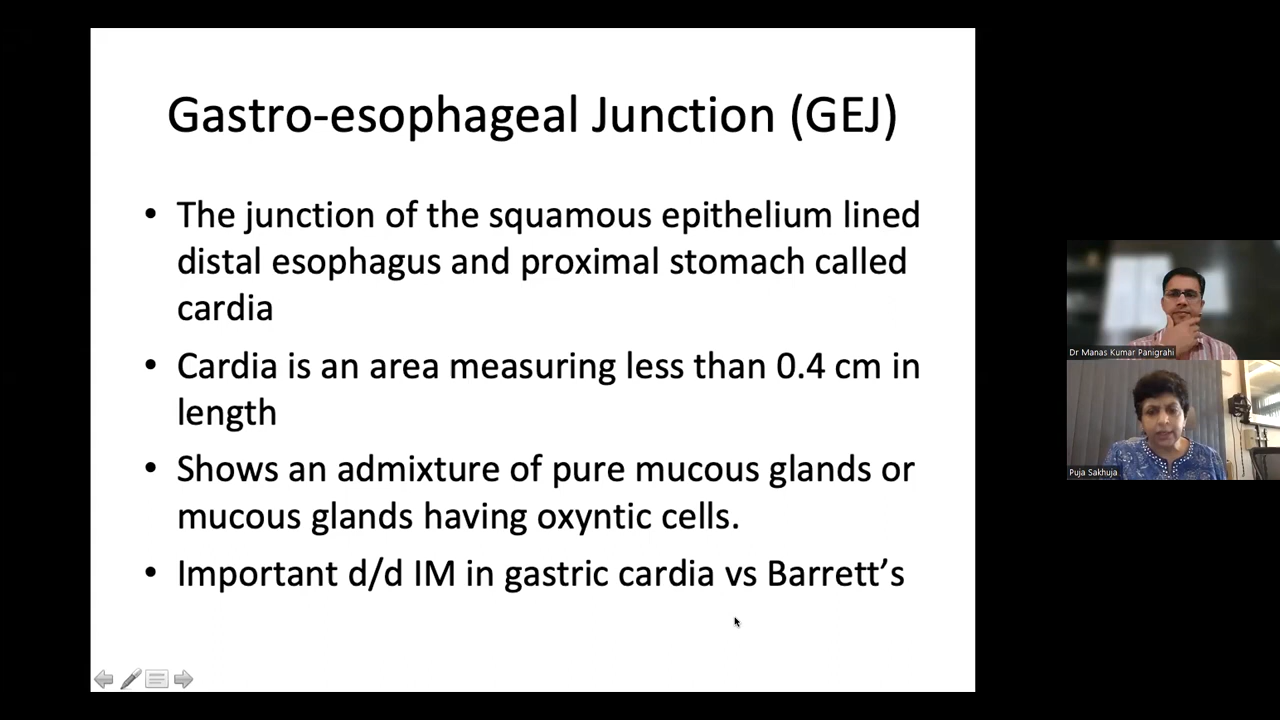 Gastro-esophageal Junction (GEJ)
• The junction of the squamous epithelium lined
distal esophagus and proximal stomach called
cardia
• Cardia is an area measuring less than 0.4 cm in
length
• Shows an admixture of pure mucous glands or
mucous glands having oxyntic cells.
• Important d/d IM in gastric cardia vs Barrett’s
Dr Manas Kumar Panigrahi
Puja Sakhuja